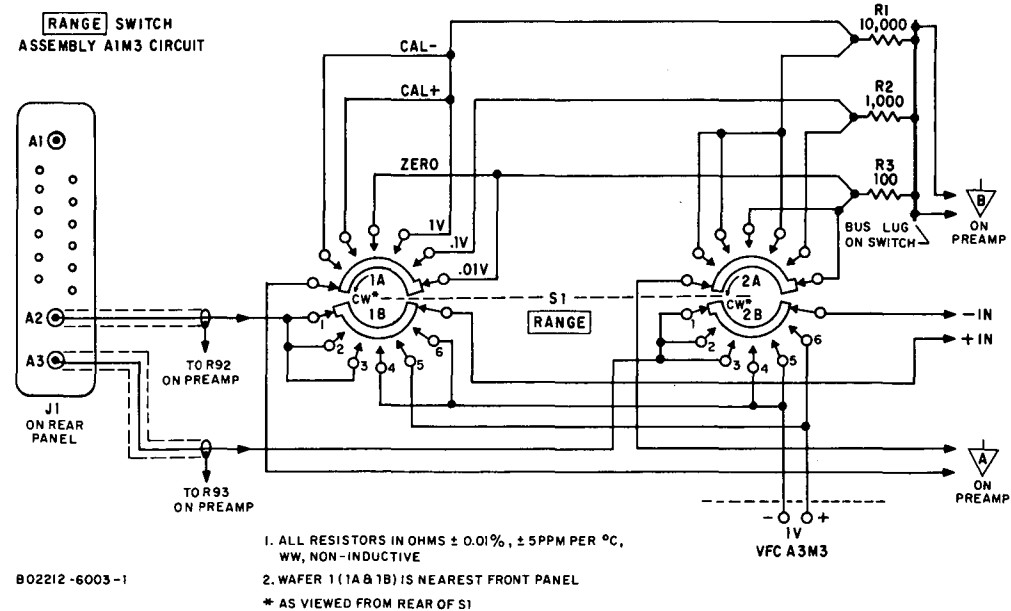 RANGE SWITCH
ASSEMBLY A1M3 CIRCUIT
CAL-
CAL+
ZERO
1V
.1V
.01V
R1
10,000
R2
1,000
R3
100
BUS LUG
ON SWITCH
B
ON
PREAMP
A1
A2
A3
J1
ON REAR
PANEL
TO R92
ON PREAMP
TO R93
ON PREAMP
1A
CW*
1B
1
2
3
4
5
6
S1
RANGE
2A
CW*
2B
1
2
3
4
5
6
- IN
+ IN
A
ON
PREAMP
- +
1V
VFC A3M3
1. ALL RESISTORS IN OHMS ± 0.01%, ± 5PPM PER °C,
WW, NON-INDUCTIVE
2. WAFER 1 (1A & 1B) IS NEAREST FRONT PANEL
* AS VIEWED FROM REAR OF S1
B02212-6003-1